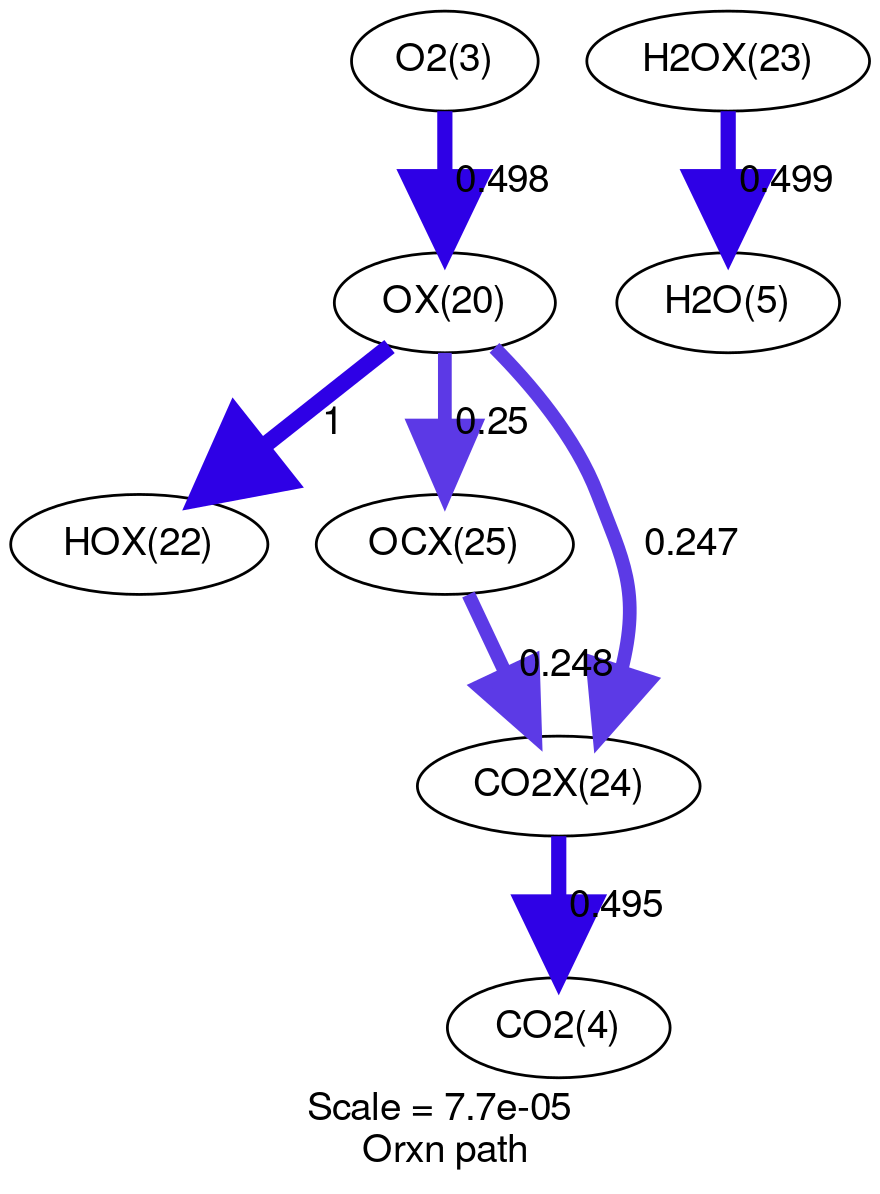 O2(3)
H2OX(23)
0.498
0.499
OX(20)
H2O(5)
1
0.25
HOX(22)
OCX(25)
0.247
0.248
CO2X(24)
0.495
CO2(4)
Scale = 7.7e-05
Orxn path